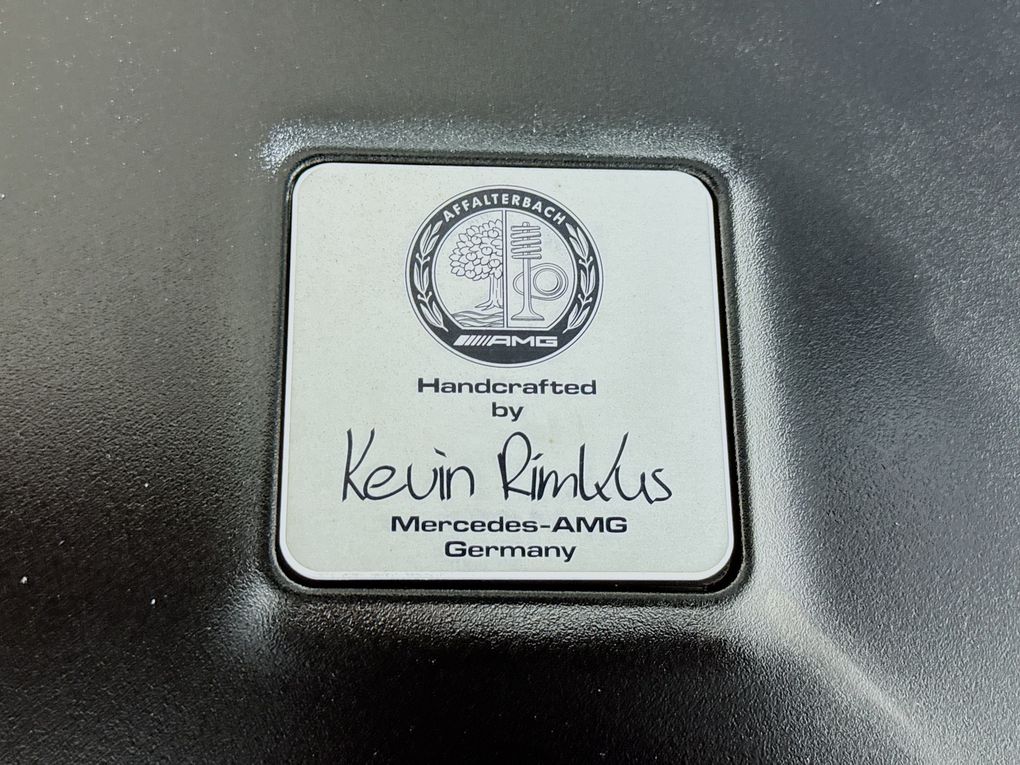 AFFALTERBACH
AMG
Handcrafted
by
Kevin Rimkus
Mercedes-AMG
Germany